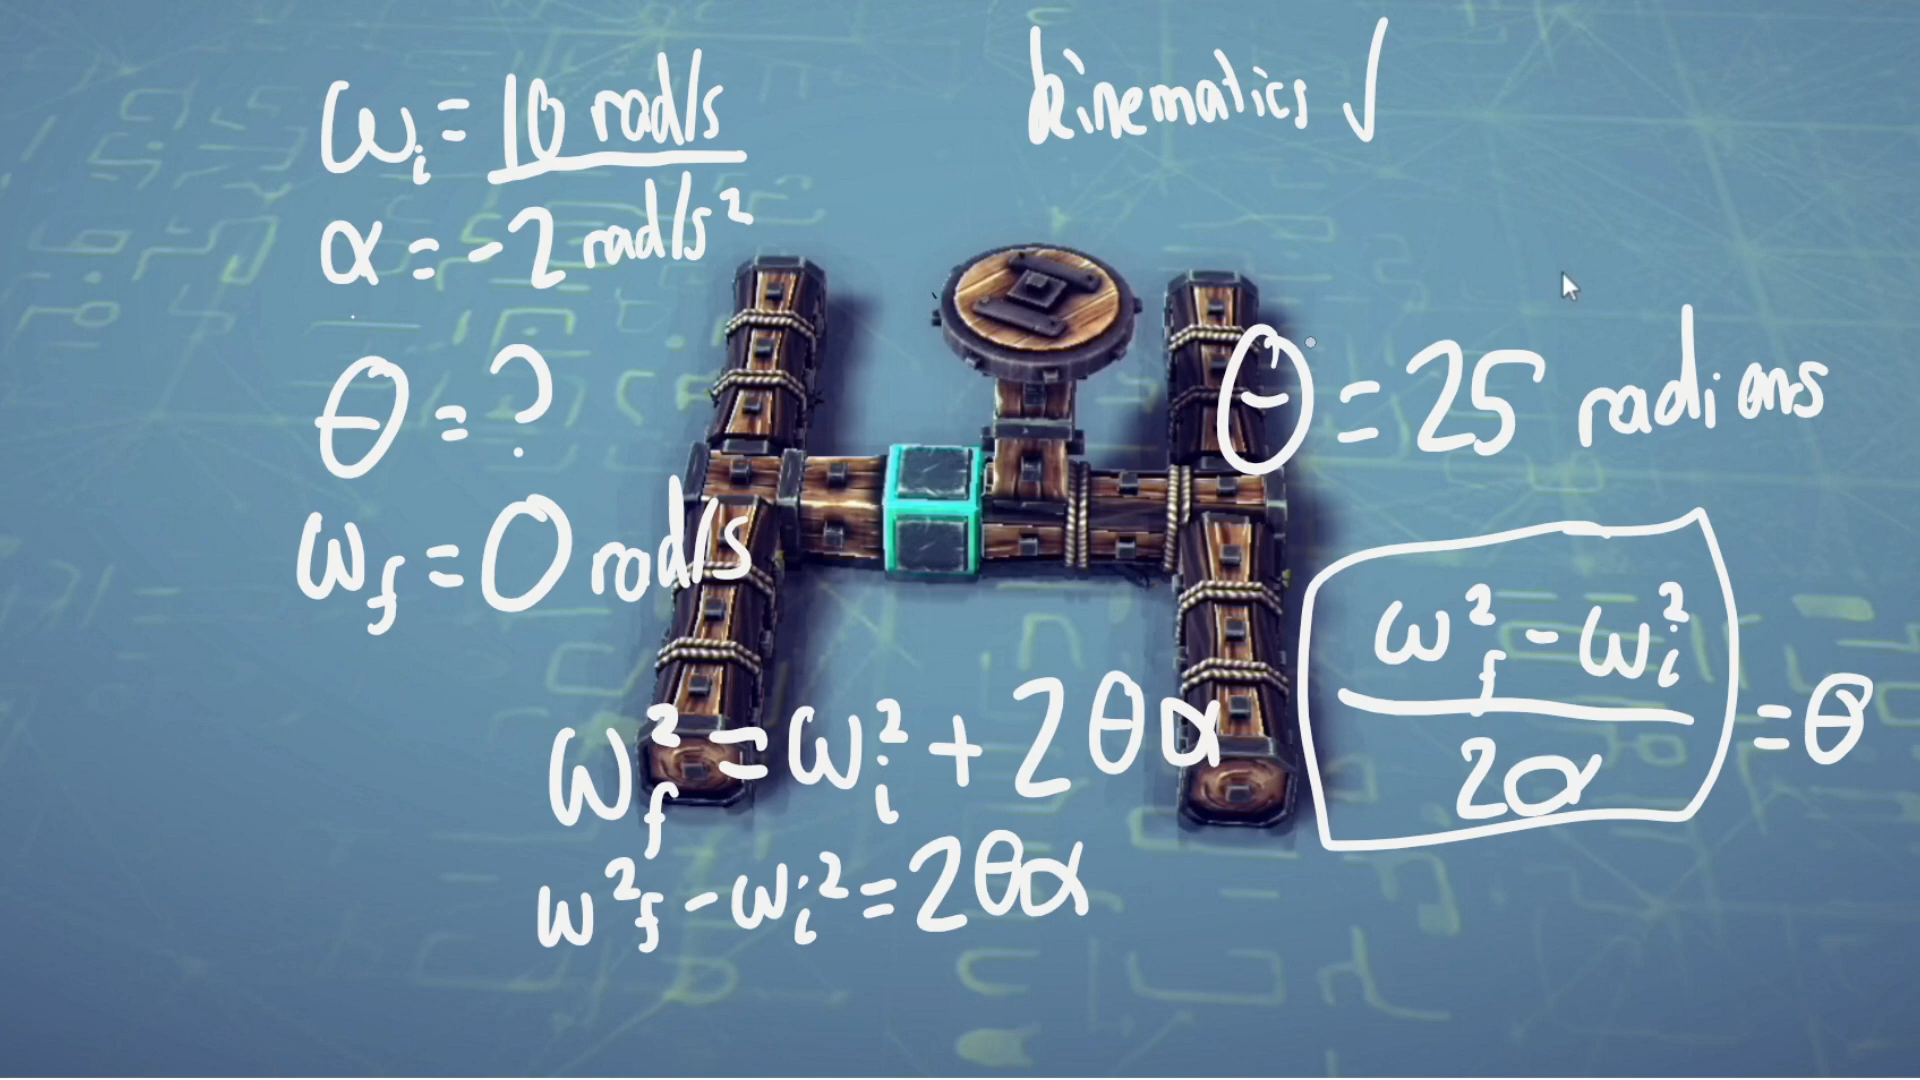 kinematics √
ωᵢ = 10 rad/s
α = -2 rad/s²
θ = ?
θ = 25 radians
ω_f = 0 rad/s
ω_f² = ωᵢ² + 2θα
ω_f² - ωᵢ² = 2θα
(ω_f² - ωᵢ²) / 2α = θ